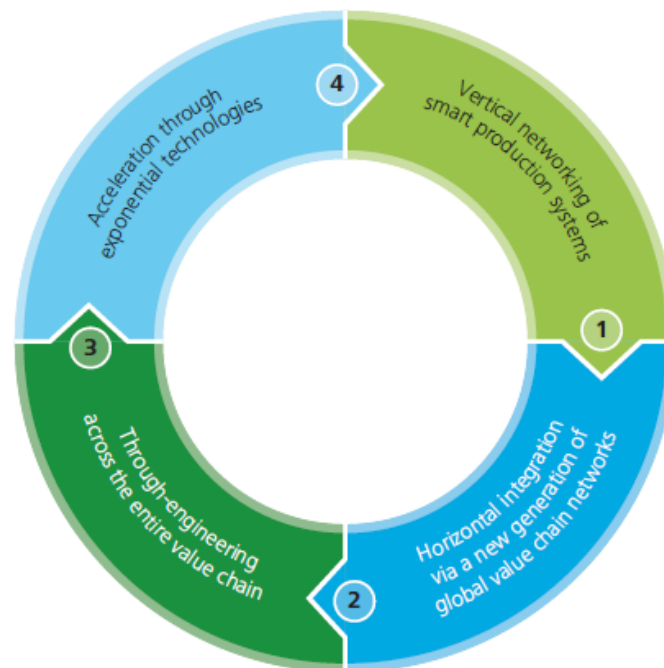 1
Vertical networking of
smart production systems
2
Horizontal integration
via a new generation of
global value chain networks
3
Through-engineering
across the entire value chain
4
Acceleration through
exponential technologies